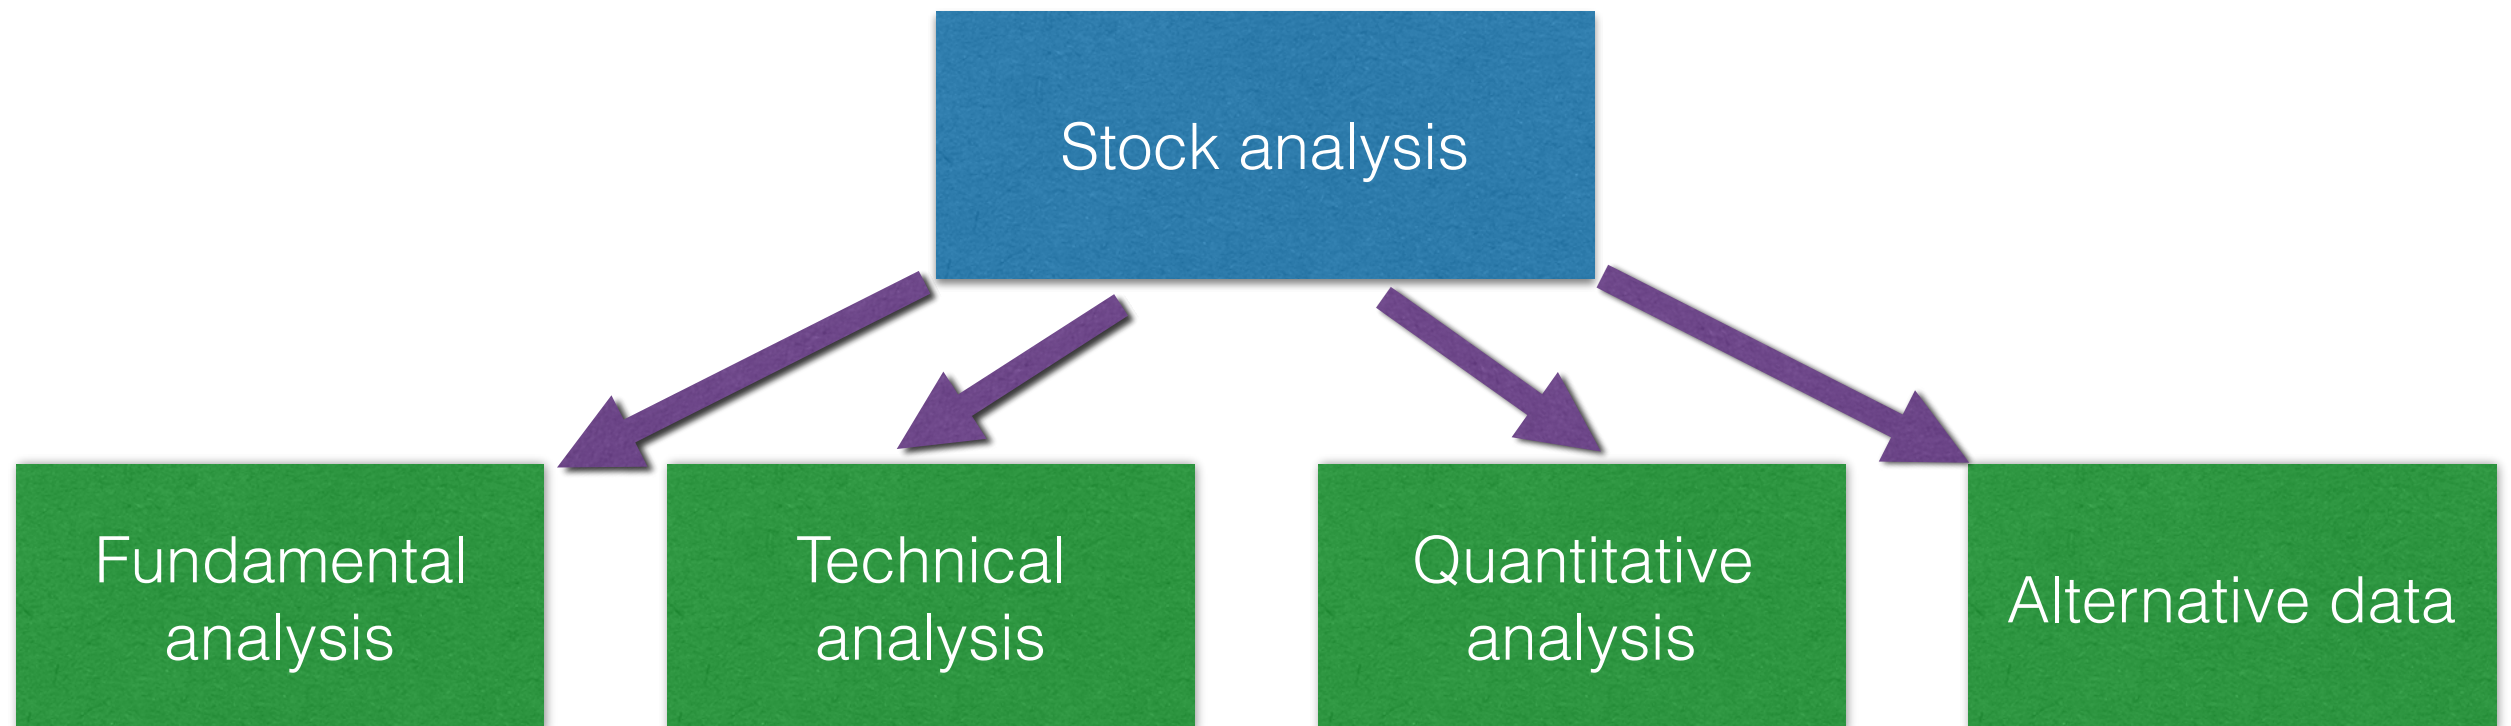 Stock analysis
Fundamental
analysis
Technical
analysis
Quantitative
analysis
Alternative data